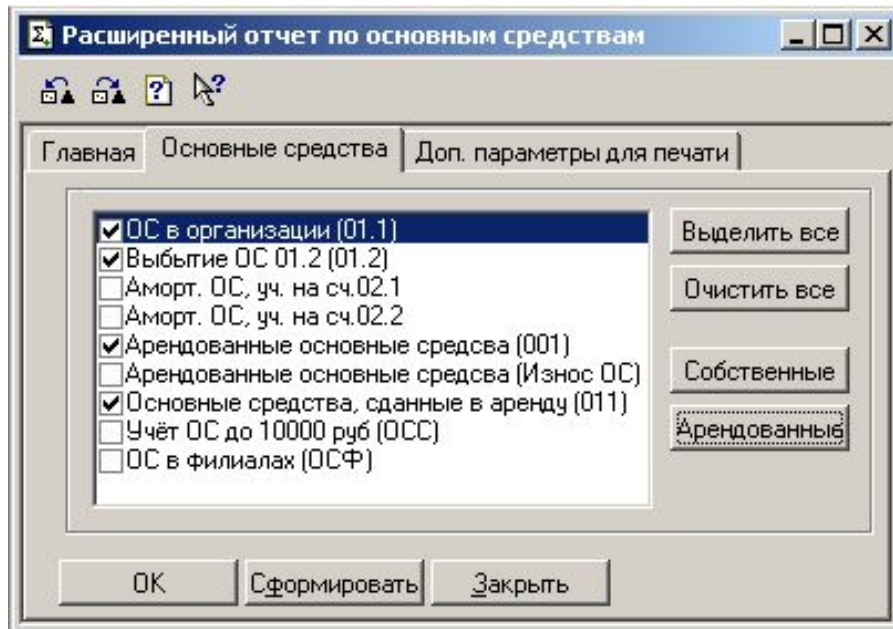 Расширенный отчет по основным средствам
Главная
Основные средства
Доп. параметры для печати
ОС в организации (01.1)
Выбытие ОС 01.2 (01.2)
Аморт. ОС, уч. на сч.02.1
Аморт. ОС, уч. на сч.02.2
Арендованные основные средсва (001)
Арендованные основные средсва (Износ ОС)
Основные средства, сданные в аренду (011)
Учёт ОС до 10000 руб (ОСС)
ОС в филиалах (ОСФ)
Выделить все
Очистить все
Собственные
Арендованные
OK
Сформировать
Закрыть